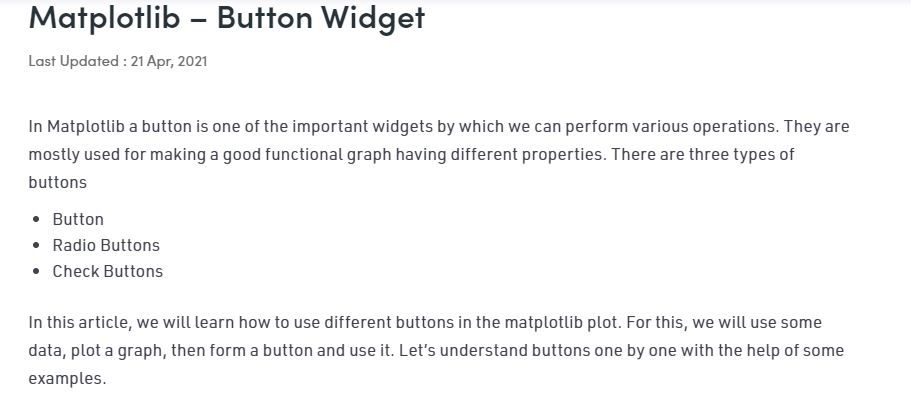 Matplotlib – Button Widget
Last Updated : 21 Apr, 2021
In Matplotlib a button is one of the important widgets by which we can perform various operations. They are
mostly used for making a good functional graph having different properties. There are three types of
buttons
• Button
• Radio Buttons
• Check Buttons
In this article, we will learn how to use different buttons in the matplotlib plot. For this, we will use some
data, plot a graph, then form a button and use it. Let’s understand buttons one by one with the help of some
examples.